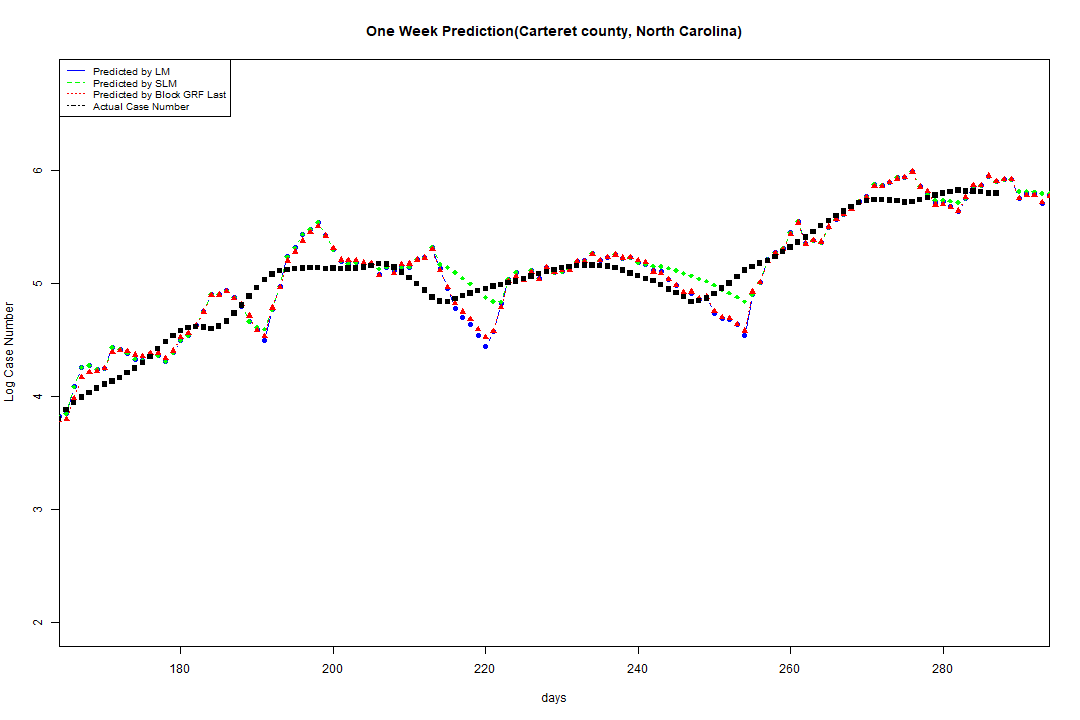 One Week Prediction(Carteret county, North Carolina)
Predicted by LM
Predicted by SLM
Predicted by Block GRF Last
Actual Case Number
6
5
4
3
2
Log Case Number
180 200 220 240 260 280
days